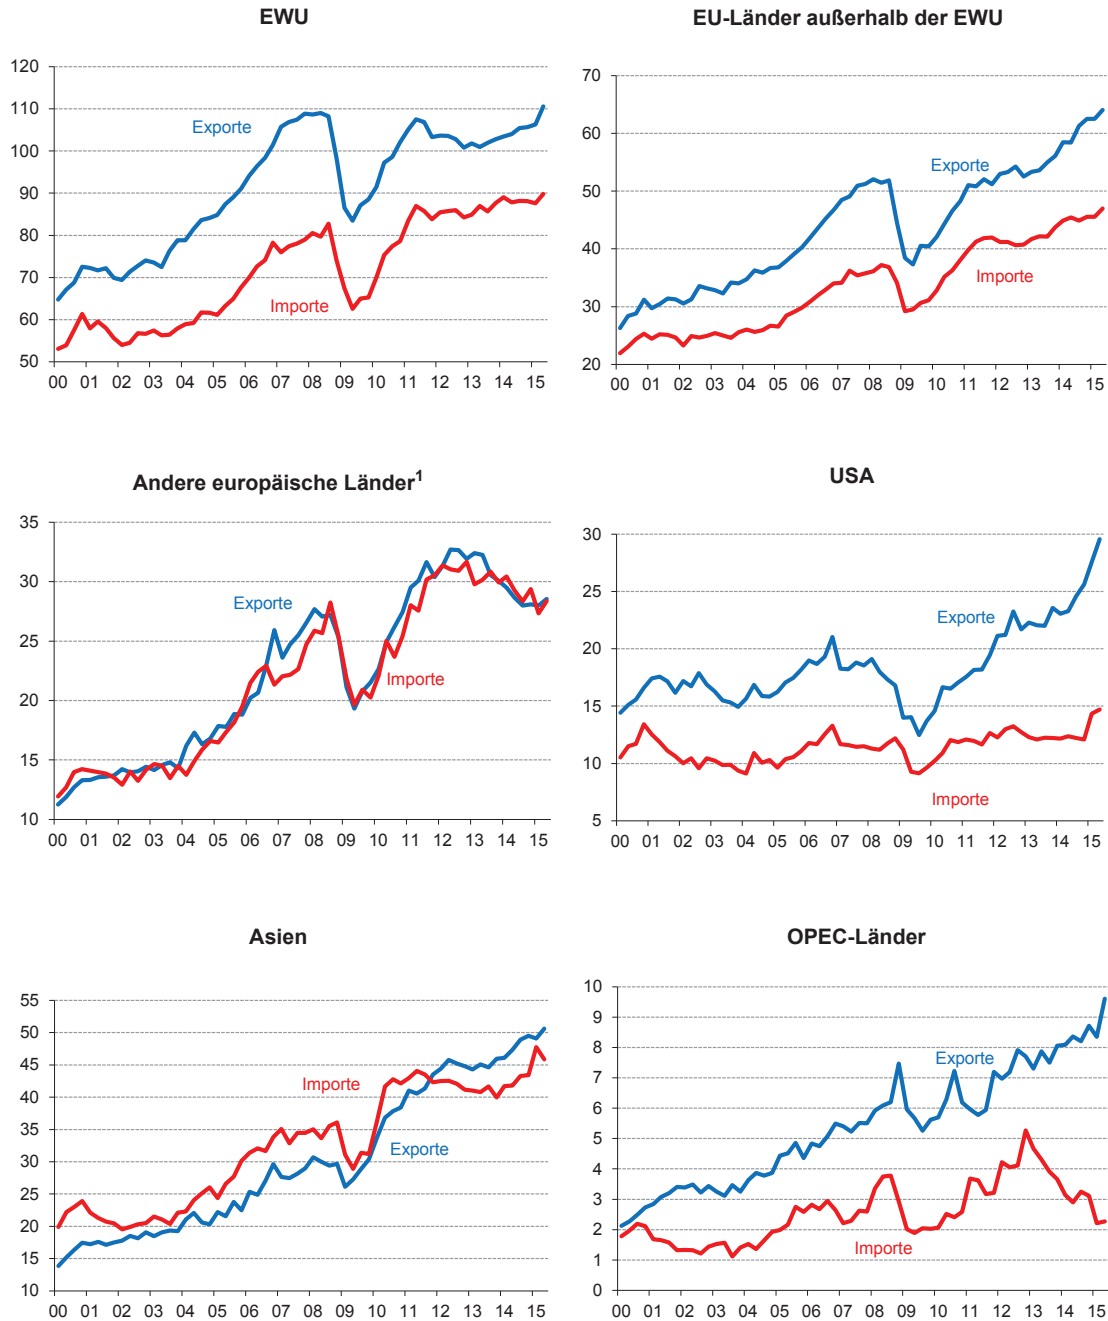 EWU
120
110
100
90
80
70
60
50
Exporte
Importe
00 01 02 03 04 05 06 07 08 09 10 11 12 13 14 15
EU-Länder außerhalb der EWU
70
60
50
40
30
20
Exporte
Importe
00 01 02 03 04 05 06 07 08 09 10 11 12 13 14 15
Andere europäische Länder¹
35
30
25
20
15
10
Exporte
Importe
00 01 02 03 04 05 06 07 08 09 10 11 12 13 14 15
USA
30
25
20
15
10
5
Exporte
Importe
00 01 02 03 04 05 06 07 08 09 10 11 12 13 14 15
Asien
55
50
45
40
35
30
25
20
15
10
Importe
Exporte
00 01 02 03 04 05 06 07 08 09 10 11 12 13 14 15
OPEC-Länder
10
9
8
7
6
5
4
3
2
1
0
Exporte
Importe
00 01 02 03 04 05 06 07 08 09 10 11 12 13 14 15